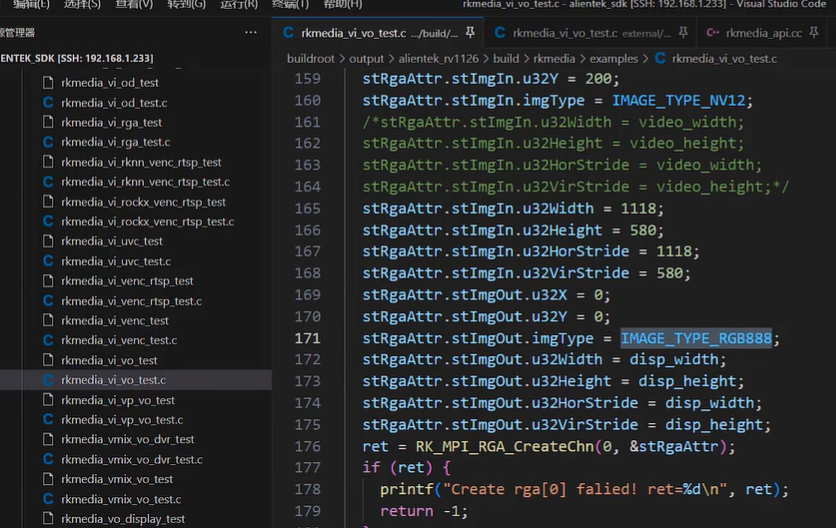 编辑(E) 选择(S) 查看(V) 转到(G) 运行(R) 终端(T) 帮助(H)
rkmedia_vi_vo_test.c - alientek_sdk [SSH: 192.168.1.233] - Visual Studio Code
源管理器 ···
ALIENTEK_SDK [SSH: 192.168.1.233]
rkmedia_vi_od_test
C rkmedia_vi_od_test.c
rkmedia_vi_rga_test
C rkmedia_vi_rga_test.c
rkmedia_vi_rknn_venc_rtsp_test
C rkmedia_vi_rknn_venc_rtsp_test.c
rkmedia_vi_rockx_venc_rtsp_test
C rkmedia_vi_rockx_venc_rtsp_test.c
rkmedia_vi_uvc_test
C rkmedia_vi_uvc_test.c
rkmedia_vi_venc_rtsp_test
C rkmedia_vi_venc_rtsp_test.c
rkmedia_vi_venc_test
C rkmedia_vi_venc_test.c
rkmedia_vi_vo_test
C rkmedia_vi_vo_test.c
rkmedia_vi_vp_vo_test
C rkmedia_vi_vp_vo_test.c
rkmedia_vmix_vo_dvr_test
C rkmedia_vmix_vo_dvr_test.c
rkmedia_vmix_vo_test
C rkmedia_vmix_vo_test.c
rkmedia_vo_display_test
C rkmedia_vi_vo_test.c .../build/... C rkmedia_vi_vo_test.c external/... rkmedia_api.cc
buildroot > output > alientek_rv1126 > build > rkmedia > examples > C rkmedia_vi_vo_test.c
159 stRgaAttr.stImgIn.u32Y = 200;
160 stRgaAttr.stImgIn.imgType = IMAGE_TYPE_NV12;
161 /*stRgaAttr.stImgIn.u32Width = video_width;
162 stRgaAttr.stImgIn.u32Height = video_height;
163 stRgaAttr.stImgIn.u32HorStride = video_width;
164 stRgaAttr.stImgIn.u32VirStride = video_height;*/
165 stRgaAttr.stImgIn.u32Width = 1118;
166 stRgaAttr.stImgIn.u32Height = 580;
167 stRgaAttr.stImgIn.u32HorStride = 1118;
168 stRgaAttr.stImgIn.u32VirStride = 580;
169 stRgaAttr.stImgOut.u32X = 0;
170 stRgaAttr.stImgOut.u32Y = 0;
171 stRgaAttr.stImgOut.imgType = IMAGE_TYPE_RGB888;
172 stRgaAttr.stImgOut.u32Width = disp_width;
173 stRgaAttr.stImgOut.u32Height = disp_height;
174 stRgaAttr.stImgOut.u32HorStride = disp_width;
175 stRgaAttr.stImgOut.u32VirStride = disp_height;
176 ret = RK_MPI_RGA_CreateChn(0, &stRgaAttr);
177 if (ret) {
178 printf("Create rga[0] falied! ret=%d\n", ret);
179 return -1;